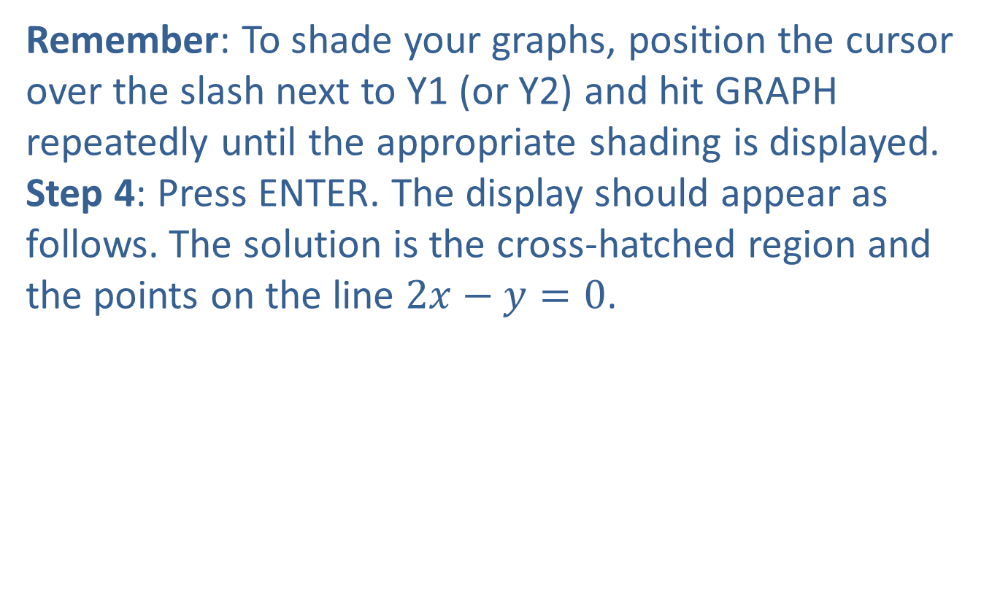 Remember: To shade your graphs, position the cursor
over the slash next to Y1 (or Y2) and hit GRAPH
repeatedly until the appropriate shading is displayed.
Step 4: Press ENTER. The display should appear as
follows. The solution is the cross-hatched region and
the points on the line 2𝑥 − 𝑦 = 0.